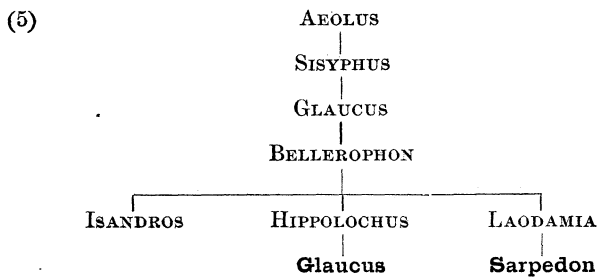 (5) AEOLUS
SISYPHUS
GLAUCUS
BELLEROPHON
ISANDROS HIPPOLOCHUS LAODAMIA
Glaucus Sarpedon